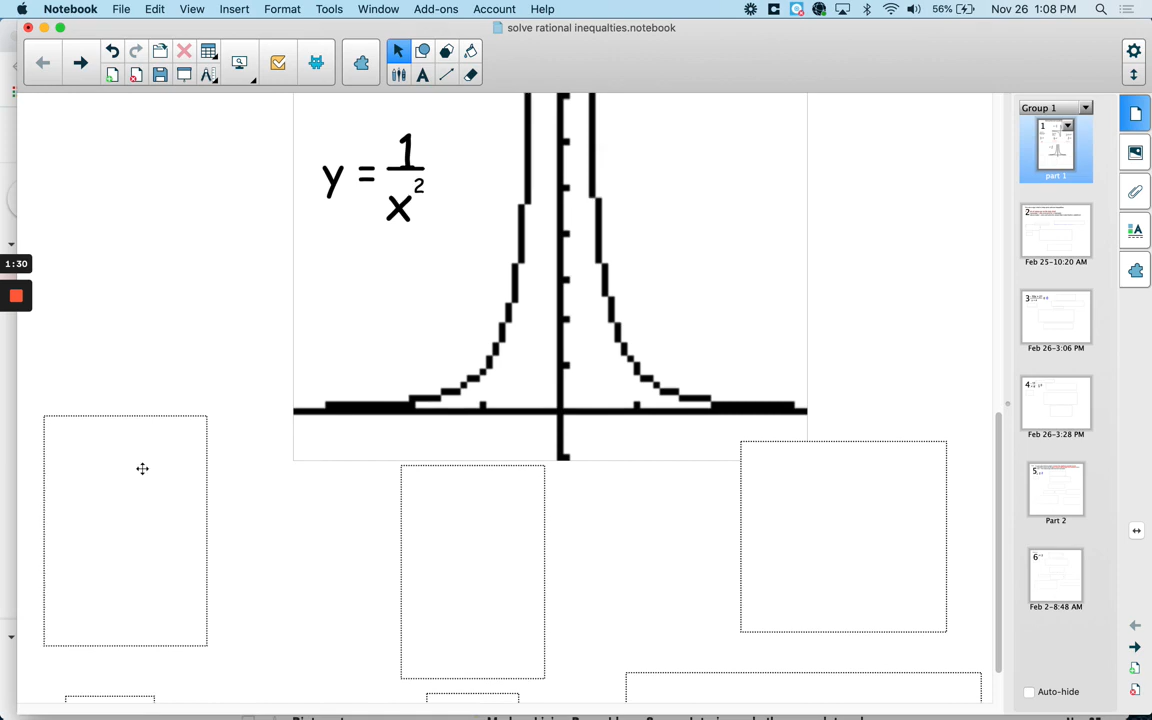 Notebook File Edit View Insert Format Tools Window Add-ons Account Help 56% Nov 26 1:08 PM
solve rational inequalties.notebook
Group 1
1
part 1
y = 1/x²
2
Feb 25-10:20 AM
1:30
3
Feb 26-3:06 PM
4
Feb 26-3:28 PM
5
Part 2
6
Feb 2-8:48 AM
Auto-hide